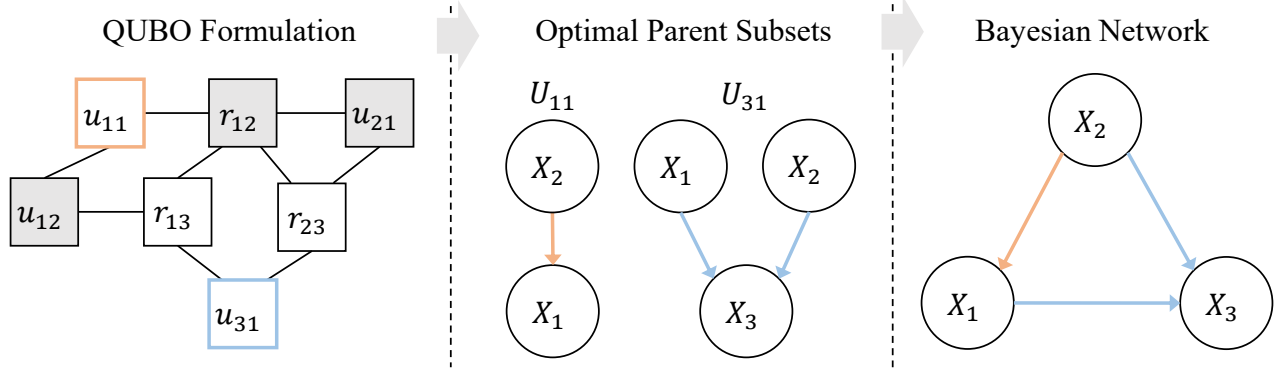 QUBO Formulation
Optimal Parent Subsets
Bayesian Network
u₁₁
r₁₂
u₂₁
u₁₂
r₁₃
r₂₃
u₃₁
U₁₁
U₃₁
X₂
X₁
X₂
X₁
X₃
X₂
X₁
X₃